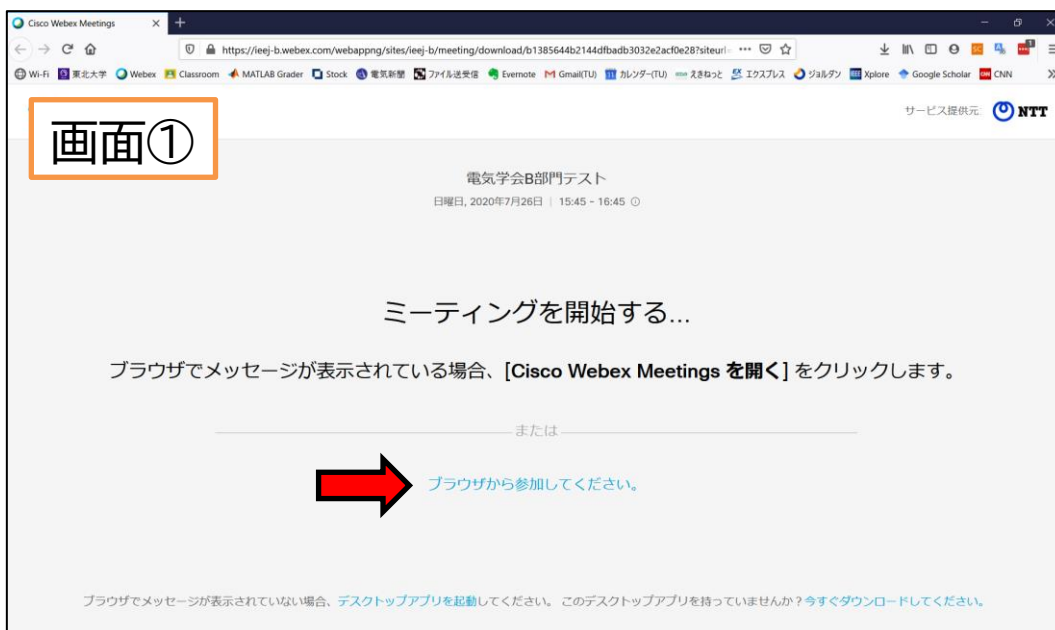 Cisco Webex Meetings
https://ieej-b.webex.com/webappng/sites/ieej-b/meeting/download/b1385644b2144dfbadb3032e2acf0e28?siteurl=
Wi-Fi 東北大学 Webex Classroom MATLAB Grader Stock 電気新聞 ファイル送受信 Evernote Gmail(TU) カレンダー(TU) えきねっと エクスプレス ジョルダン Xplore Google Scholar CNN
サービス提供元: NTT
画面①
電気学会B部門テスト
日曜日, 2020年7月26日 | 15:45 - 16:45
ミーティングを開始する...
ブラウザでメッセージが表示されている場合、[Cisco Webex Meetings を開く] をクリックします。
または
ブラウザから参加してください。
ブラウザでメッセージが表示されていない場合、デスクトップアプリを起動してください。 このデスクトップアプリを持っていませんか？今すぐダウンロードしてください。